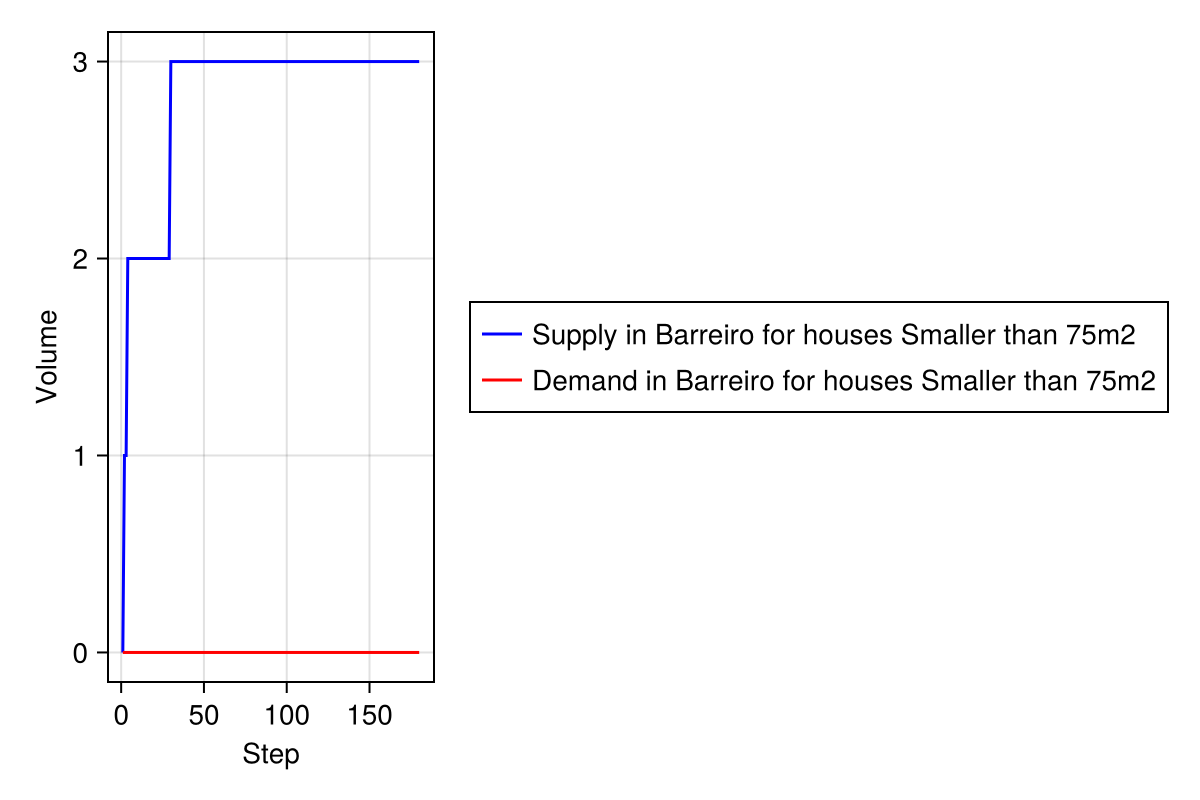 3
2
1
0
Volume
0 50 100 150
Step
Supply in Barreiro for houses Smaller than 75m2
Demand in Barreiro for houses Smaller than 75m2